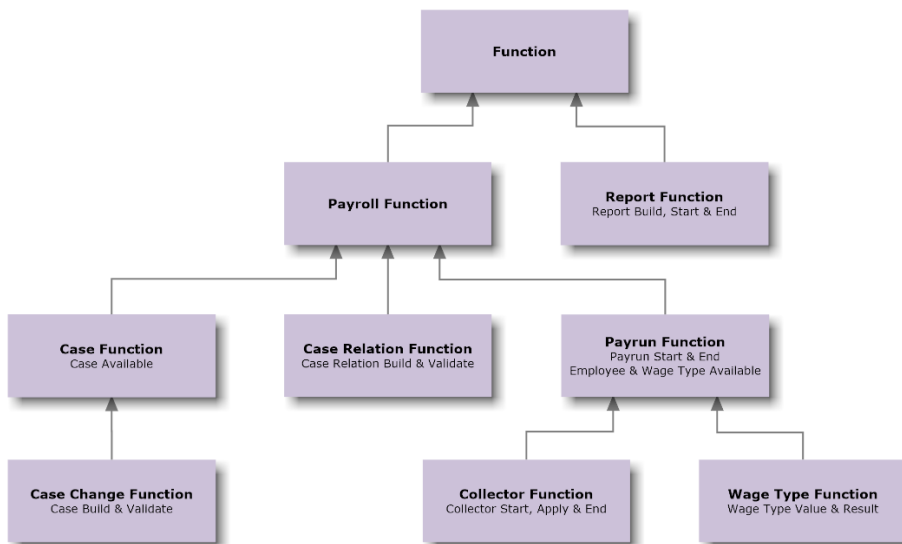 Function
Payroll Function
Report Function
Report Build, Start & End
Case Function
Case Available
Case Relation Function
Case Relation Build & Validate
Payrun Function
Payrun Start & End
Employee & Wage Type Available
Case Change Function
Case Build & Validate
Collector Function
Collector Start, Apply & End
Wage Type Function
Wage Type Value & Result